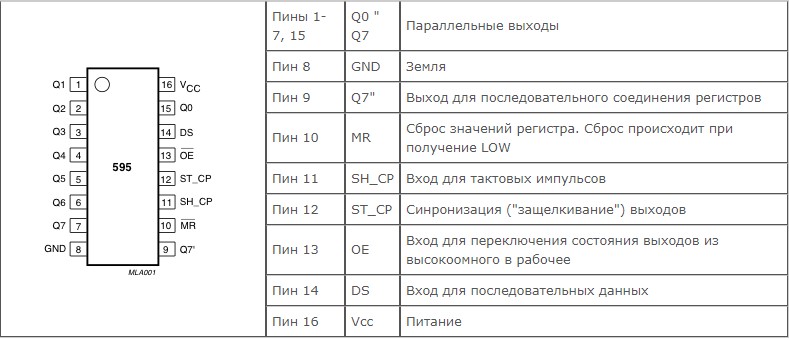 Q1 1 16 VCC
Q2 2 15 Q0
Q3 3 14 DS
Q4 4 13 OE
Q5 5 595 12 ST_CP
Q6 6 11 SH_CP
Q7 7 10 MR
GND 8 9 Q7'
MLA001
Пины 1-
7, 15
Q0 "
Q7
Параллельные выходы
Пин 8 GND Земля
Пин 9 Q7" Выход для последовательного соединения регистров
Пин 10 MR Сброс значений регистра. Сброс происходит при
получение LOW
Пин 11 SH_CP Вход для тактовых импульсов
Пин 12 ST_CP Синронизация ("защелкивание") выходов
Пин 13 OE Вход для переключения состояния выходов из
высокоомного в рабочее
Пин 14 DS Вход для последовательных данных
Пин 16 Vcc Питание